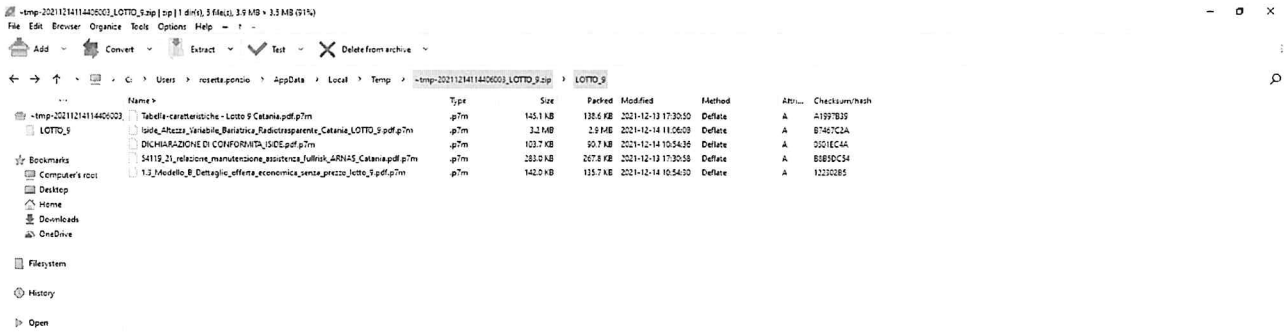 ~tmp-20211214114406003_LOTTO_9.zip | zip | 1 dir(s), 5 file(s), 3.9 MB > 3.5 MB (91%)
File Edit Browser Organize Tools Options Help
Add Convert Extract Test Delete from archive
C: > Users > rosetta.ponzio > AppData > Local > Temp > ~tmp-20211214114406003_LOTTO_9.zip > LOTTO_9
... Name > Type Size Packed Modified Method Attri... Checksum/hash
~tmp-20211214114406003_ Tabella-caratteristiche - Lotto 9 Catania.pdf.p7m .p7m 145.1 KB 138.6 KB 2021-12-13 17:30:50 Deflate A A1997B39
LOTTO_9 Iside_Altezza_Variabile_Bariatrica_Radiotrasparente_Catania_LOTTO_9.pdf.p7m .p7m 3.2 MB 2.9 MB 2021-12-14 11:06:03 Deflate A B7467C2A
DICHIARAZIONE DI CONFORMITA_ISIDE.pdf.p7m .p7m 103.7 KB 90.7 KB 2021-12-14 10:54:36 Deflate A 0501EC4A
Bookmarks 54119_21_relazione_manutenzione_assistenza_fullrisk_ARNAS_Catania.pdf.p7m .p7m 283.0 KB 267.8 KB 2021-12-13 17:30:58 Deflate A B8B5DC54
Computer's root 1.3_Modello_B_Dettaglio_offerta_economica_senza_prezzo_lotto_9.pdf.p7m .p7m 142.0 KB 135.7 KB 2021-12-14 10:54:30 Deflate A 122302B5
Desktop
Home
Downloads
OneDrive
Filesystem
History
Open